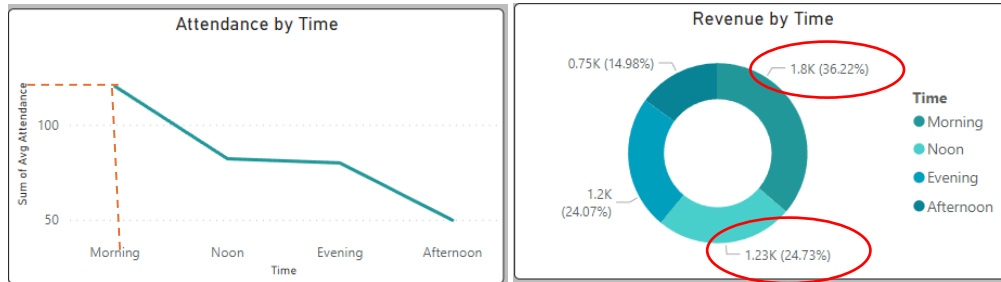 Attendance by Time
Sum of Avg Attendance
100
50
Morning
Noon
Evening
Afternoon
Time
Revenue by Time
0.75K (14.98%)
1.8K (36.22%)
1.2K
(24.07%)
1.23K (24.73%)
Time
Morning
Noon
Evening
Afternoon